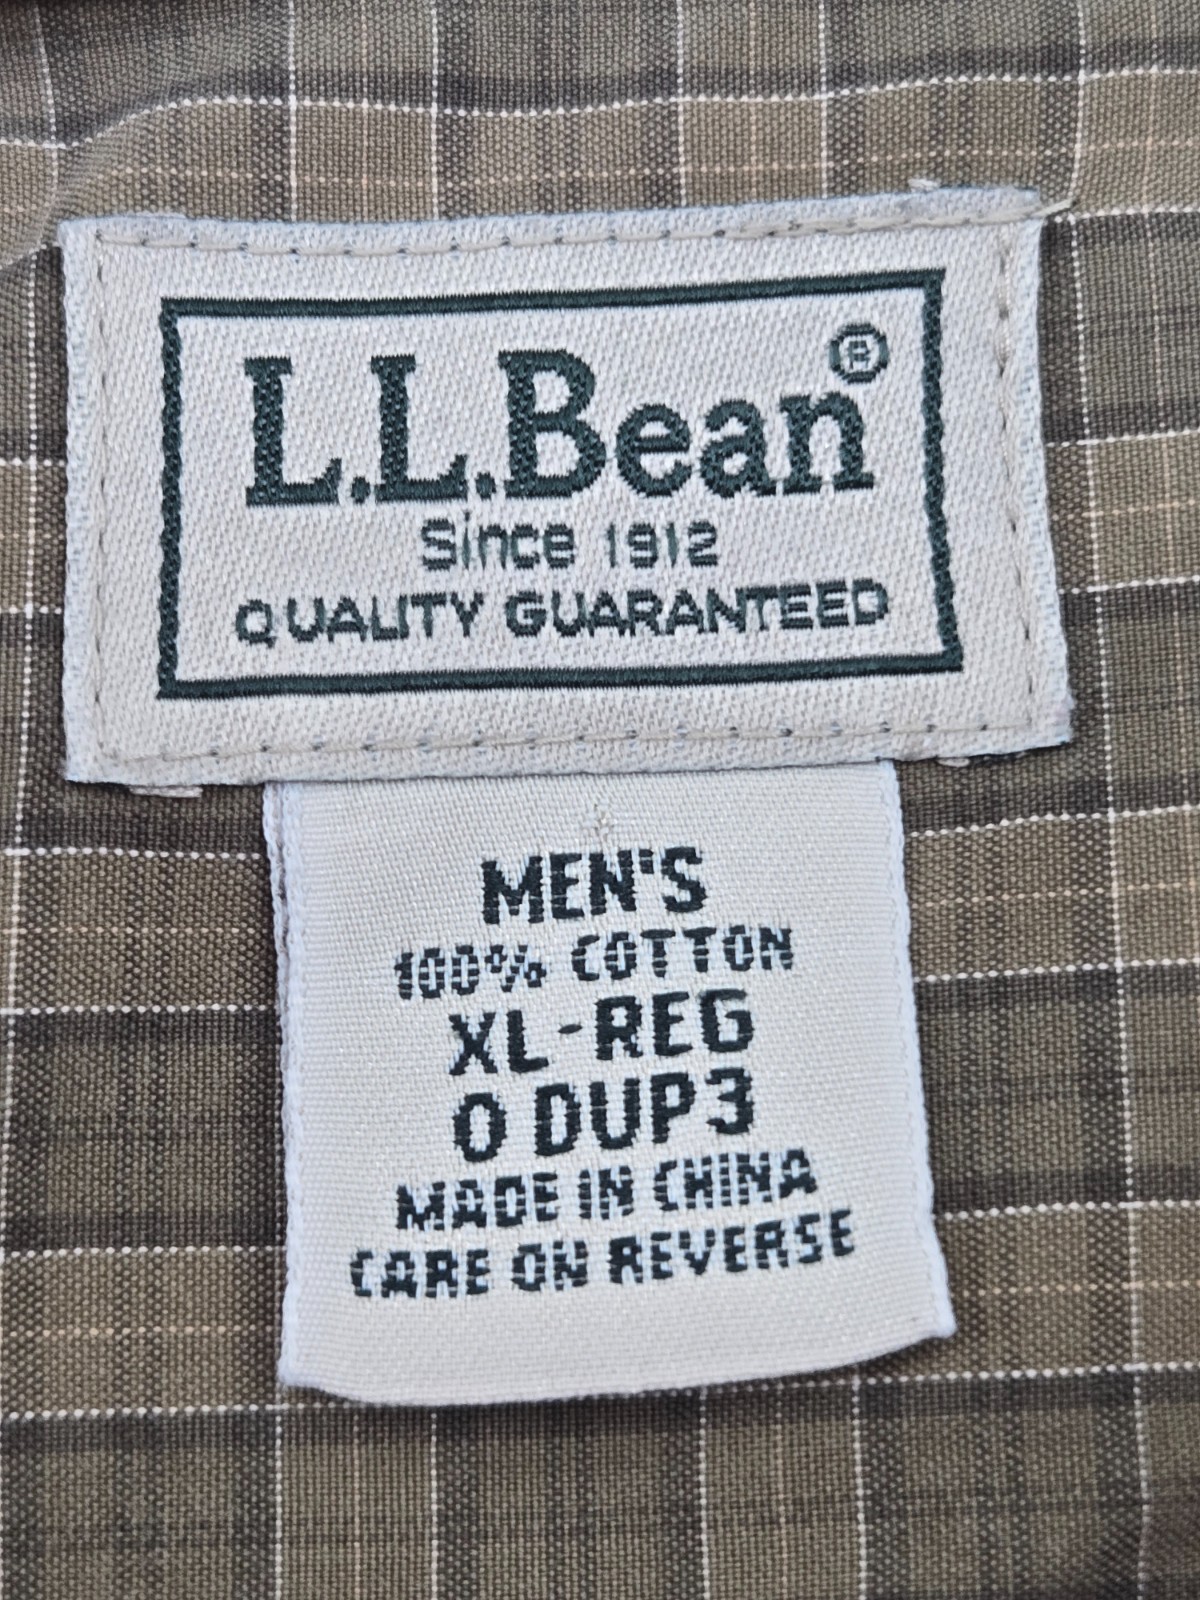 L.L.Bean®
Since 1912
QUALITY GUARANTEED
MEN'S
100% COTTON
XL-REG
0 DUP3
MADE IN CHINA
CARE ON REVERSE